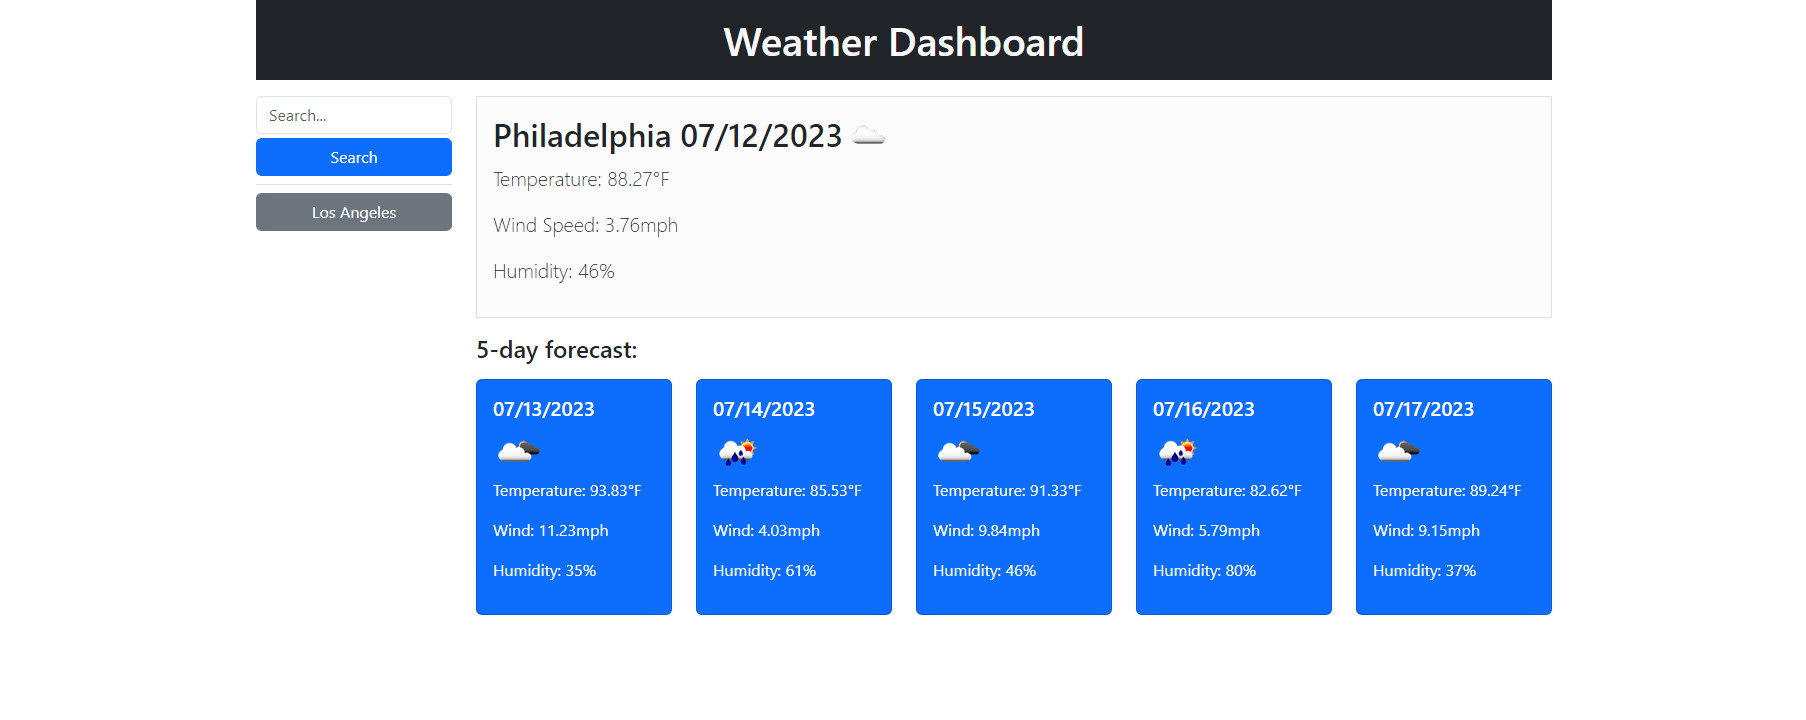 Weather Dashboard
Search...
Search
Los Angeles
Philadelphia 07/12/2023
Temperature: 88.27°F
Wind Speed: 3.76mph
Humidity: 46%
5-day forecast:
07/13/2023
Temperature: 93.83°F
Wind: 11.23mph
Humidity: 35%
07/14/2023
Temperature: 85.53°F
Wind: 4.03mph
Humidity: 61%
07/15/2023
Temperature: 91.33°F
Wind: 9.84mph
Humidity: 46%
07/16/2023
Temperature: 82.62°F
Wind: 5.79mph
Humidity: 80%
07/17/2023
Temperature: 89.24°F
Wind: 9.15mph
Humidity: 37%